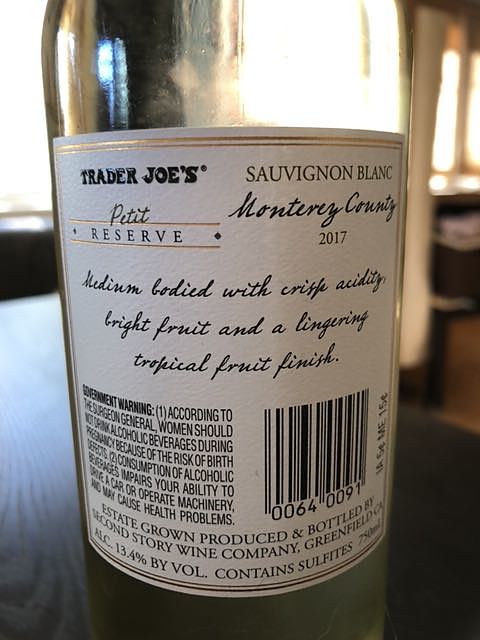 TRADER JOE'S®
Petit
RESERVE
SAUVIGNON BLANC
Monterey County
2017
Medium bodied with crisp acidity,
bright fruit and a lingering
tropical fruit finish.
GOVERNMENT WARNING: (1) ACCORDING TO
THE SURGEON GENERAL, WOMEN SHOULD
NOT DRINK ALCOHOLIC BEVERAGES DURING
PREGNANCY BECAUSE OF THE RISK OF BIRTH
DEFECTS. (2) CONSUMPTION OF ALCOHOLIC
BEVERAGES IMPAIRS YOUR ABILITY TO
DRIVE A CAR OR OPERATE MACHINERY,
AND MAY CAUSE HEALTH PROBLEMS.
0064 0091
IA 5¢ ME 15¢
ESTATE GROWN PRODUCED & BOTTLED BY
SECOND STORY WINE COMPANY, GREENFIELD, CA
ALC. 13.4% BY VOL. CONTAINS SULFITES 750ml